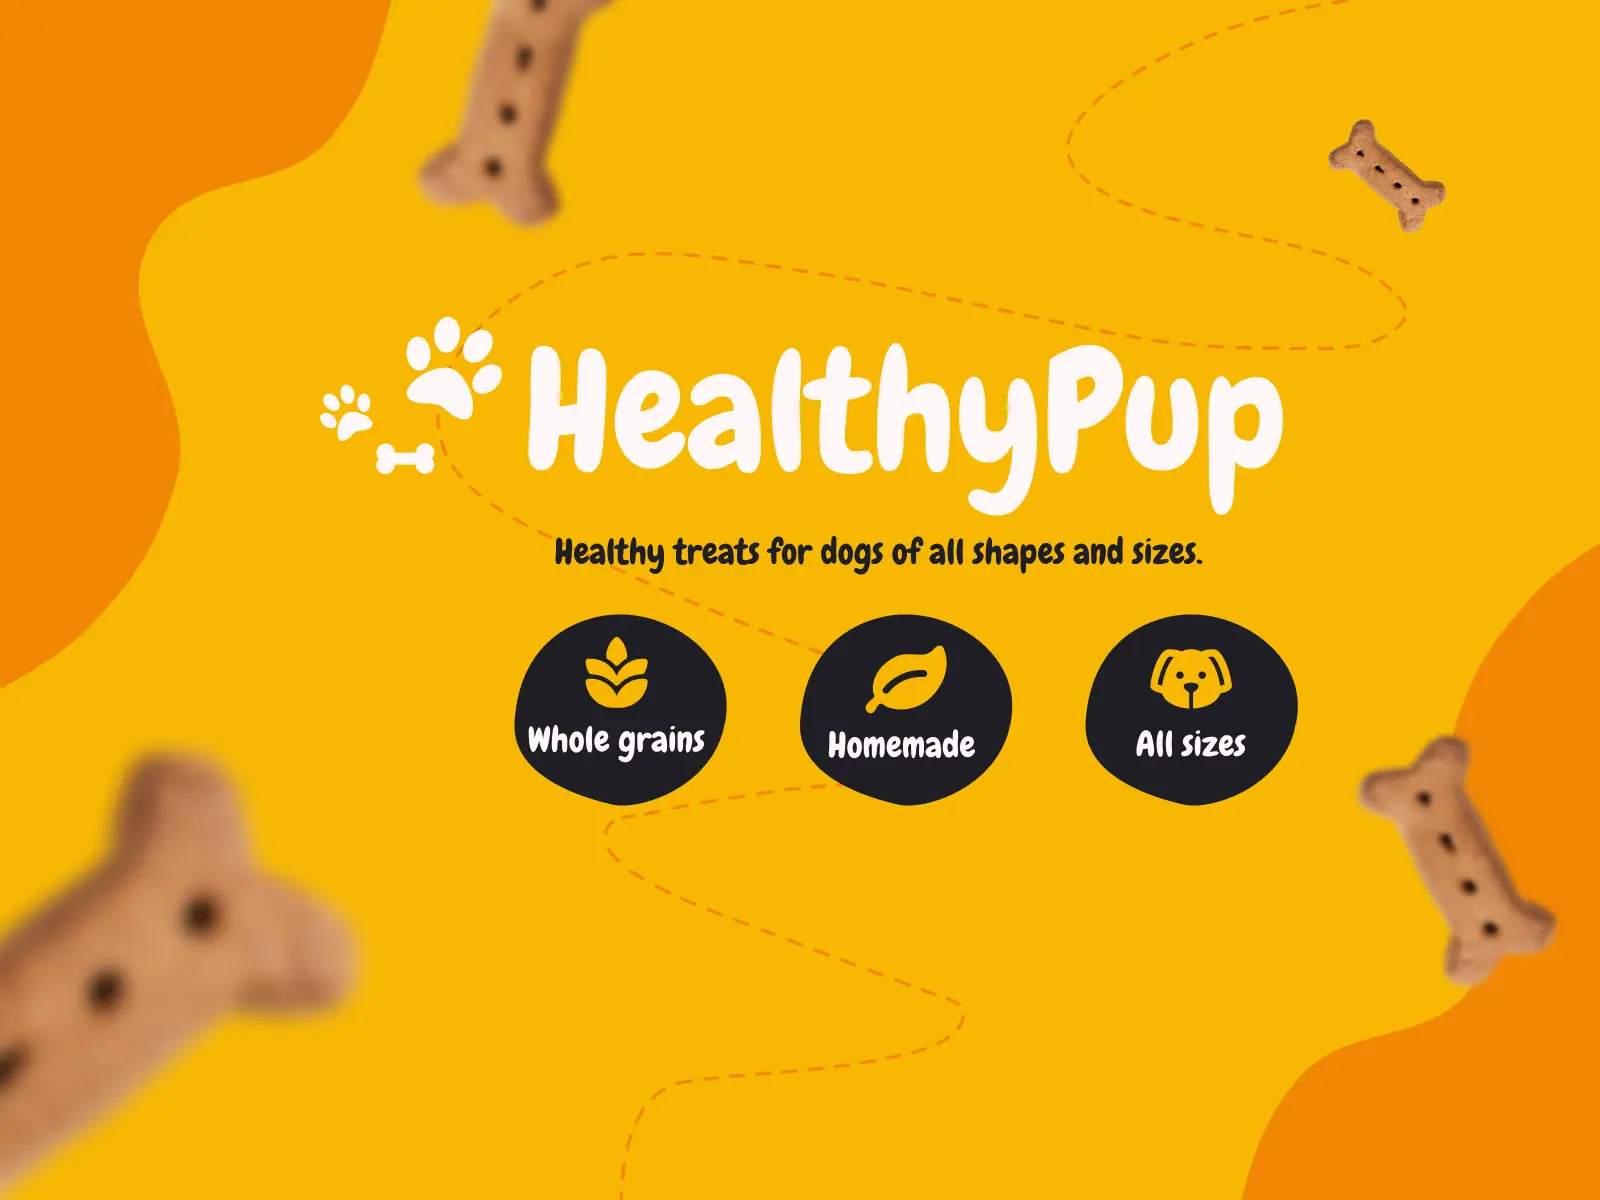 HealthyPup
Healthy treats for dogs of all shapes and sizes.
Whole grains
Homemade
All sizes